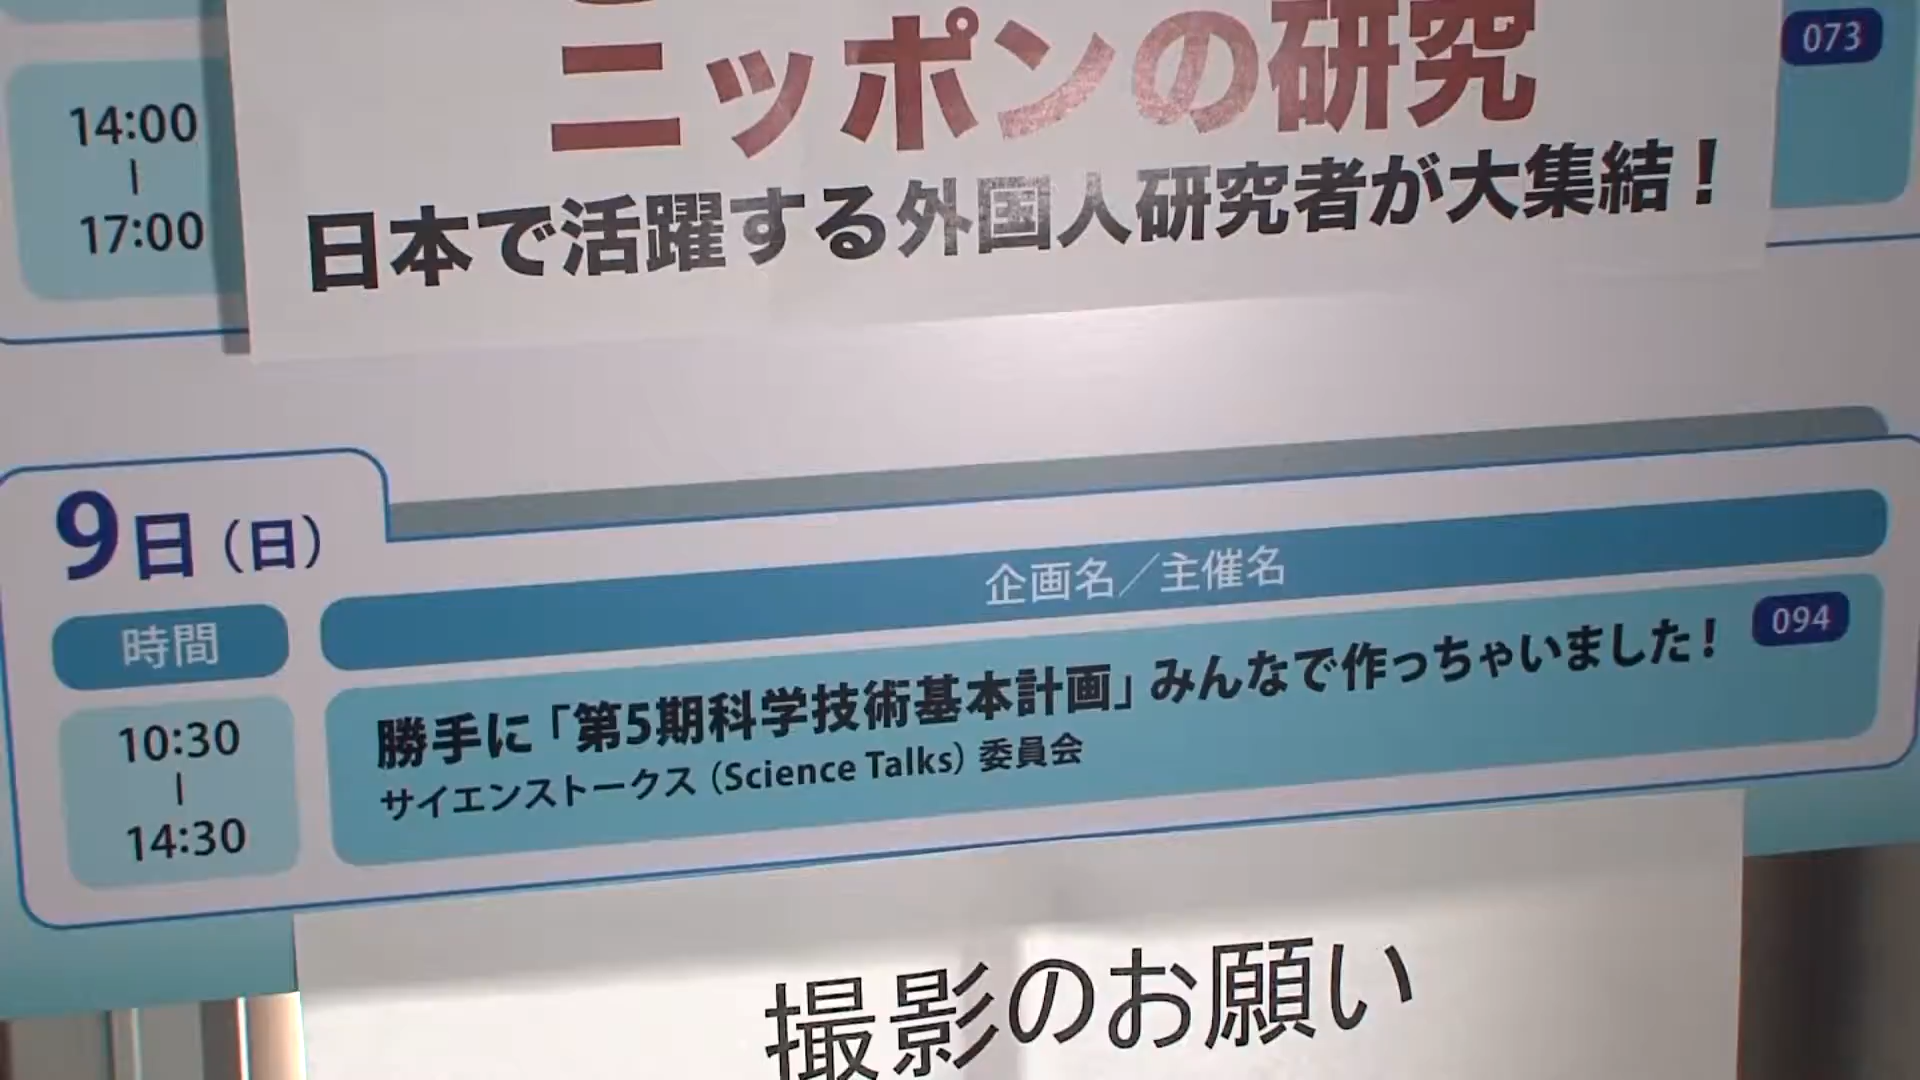 ニッポンの研究
日本で活躍する外国人研究者が大集結！
073
14:00
|
17:00
9日（日）
時間
企画名／主催名
10:30
|
14:30
勝手に「第5期科学技術基本計画」みんなで作っちゃいました！
094
サイエンストークス（Science Talks）委員会
撮影のお願い